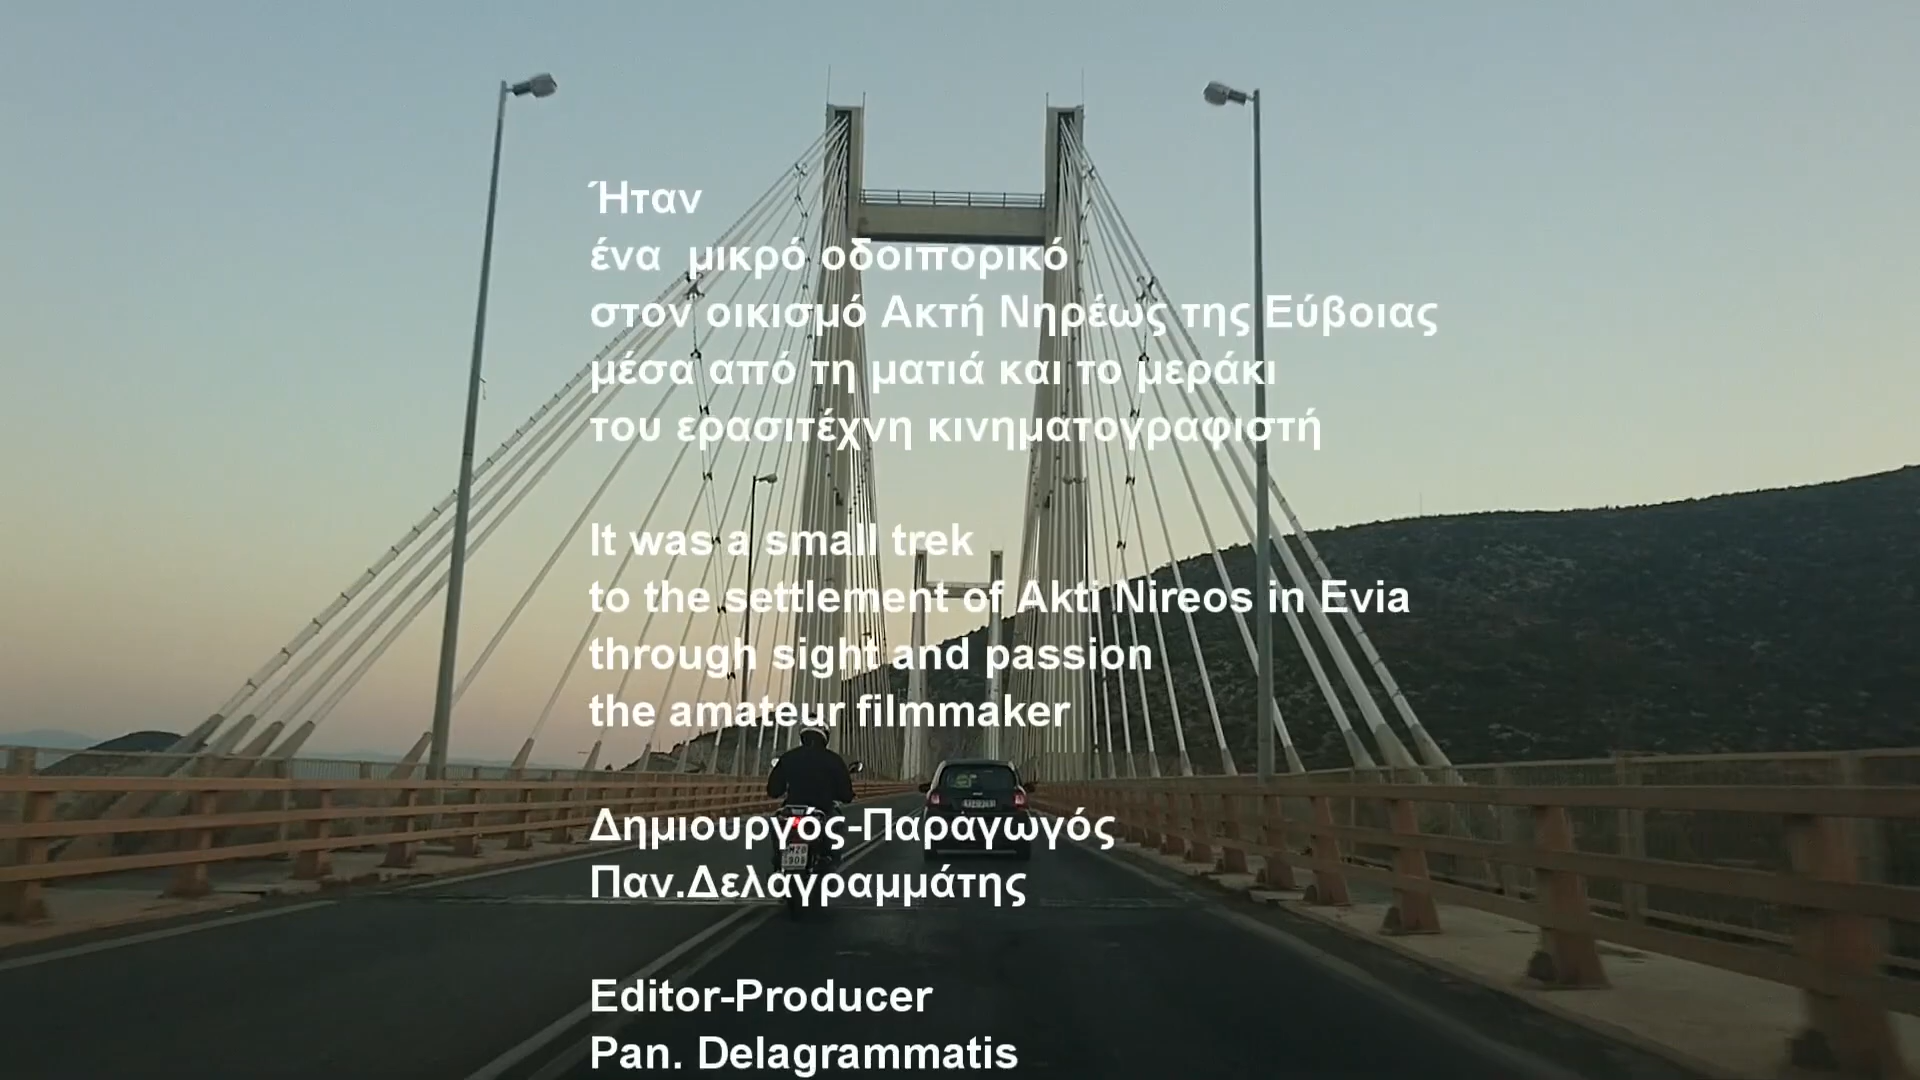 Ήταν
ένα μικρό οδοιπορικό
στον οικισμό Ακτή Νηρέως της Εύβοιας
μέσα από τη ματιά και το μεράκι
του ερασιτέχνη κινηματογραφιστή
It was a small trek
to the settlement of Akti Nireos in Evia
through sight and passion
the amateur filmmaker
Δημιουργός-Παραγωγός
Παν.Δελαγραμμάτης
Editor-Producer
Pan. Delagrammatis